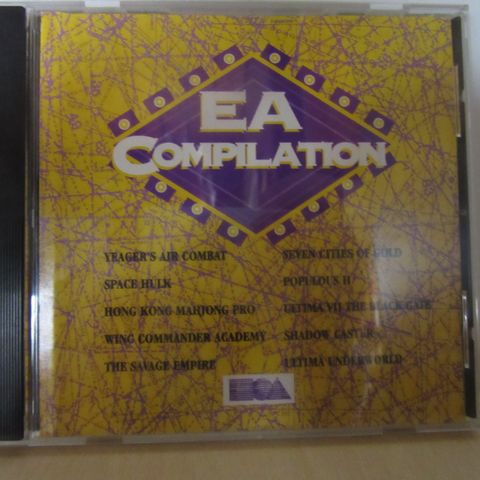 EA
COMPILATION
YEAGER'S AIR COMBAT
SPACE HULK
HONG KONG MAHJONG PRO
WING COMMANDER ACADEMY
THE SAVAGE EMPIRE
SEVEN CITIES OF GOLD
POPULOUS II
ULTIMA VII THE BLACK GATE
SHADOW CASTER
ULTIMA UNDERWORLD
EA